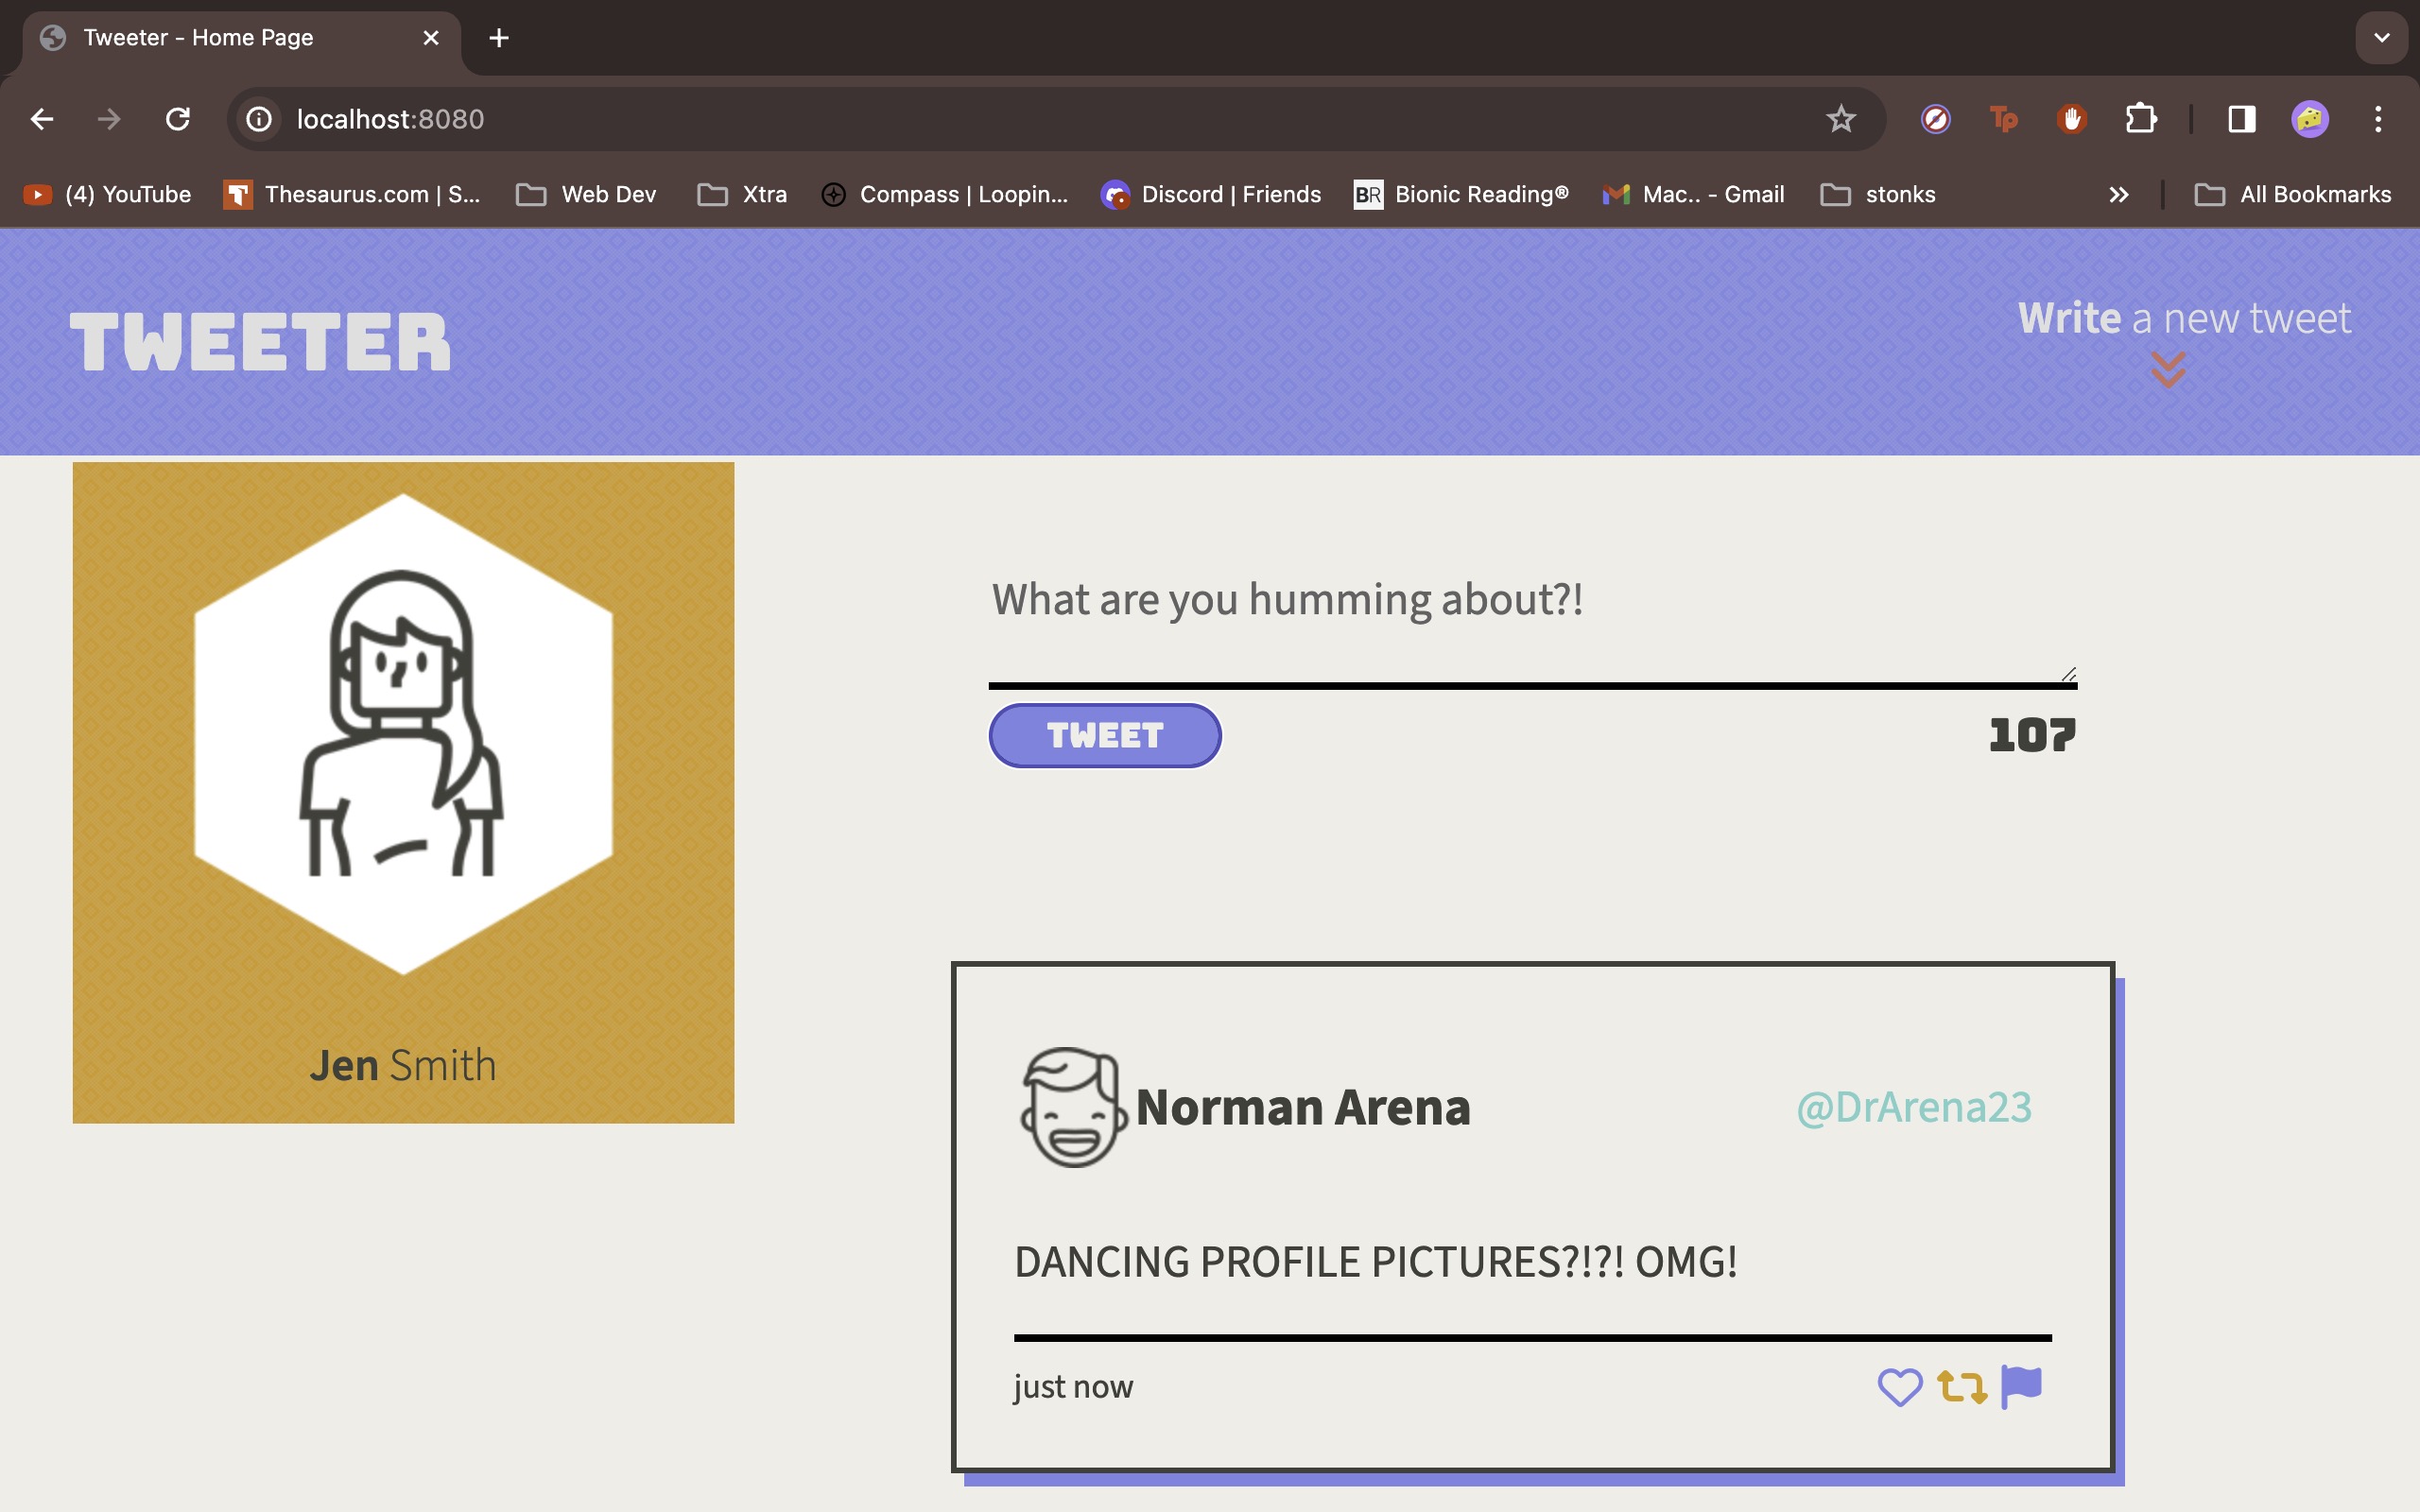 Tweeter - Home Page
localhost:8080
Tp
(4) YouTube
Thesaurus.com | S...
Web Dev
Xtra
Compass | Loopin...
Discord | Friends
BR Bionic Reading®
Mac.. - Gmail
stonks
All Bookmarks
TWEETER
Write a new tweet
What are you humming about?!
TWEET
107
Jen Smith
Norman Arena
@DrArena23
DANCING PROFILE PICTURES?!?! OMG!
just now